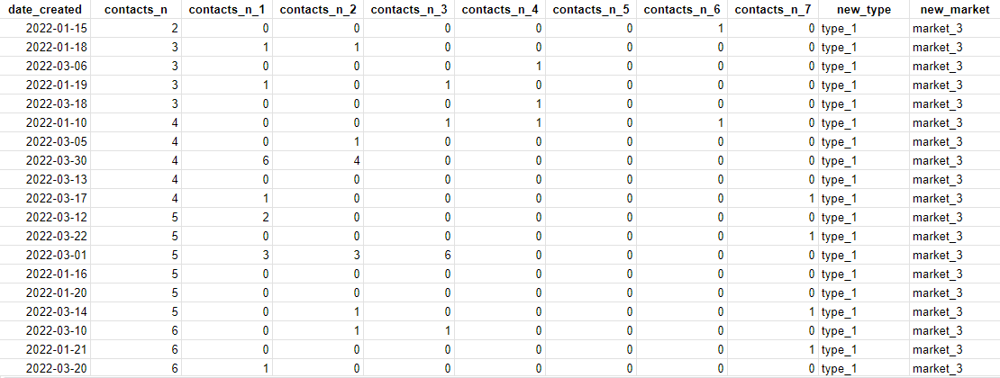 date_created contacts_n contacts_n_1 contacts_n_2 contacts_n_3 contacts_n_4 contacts_n_5 contacts_n_6 contacts_n_7 new_type new_market
2022-01-15 2 0 0 0 0 0 1 0 type_1 market_3
2022-01-18 3 1 1 0 0 0 0 0 type_1 market_3
2022-03-06 3 0 0 0 1 0 0 0 type_1 market_3
2022-01-19 3 1 0 1 0 0 0 0 type_1 market_3
2022-03-18 3 0 0 0 1 0 0 0 type_1 market_3
2022-01-10 4 0 0 1 1 0 1 0 type_1 market_3
2022-03-05 4 0 1 0 0 0 0 0 type_1 market_3
2022-03-30 4 6 4 0 0 0 0 0 type_1 market_3
2022-03-13 4 0 0 0 0 0 0 0 type_1 market_3
2022-03-17 4 1 0 0 0 0 0 1 type_1 market_3
2022-03-12 5 2 0 0 0 0 0 0 type_1 market_3
2022-03-22 5 0 0 0 0 0 0 1 type_1 market_3
2022-03-01 5 3 3 6 0 0 0 0 type_1 market_3
2022-01-16 5 0 0 0 0 0 0 0 type_1 market_3
2022-01-20 5 0 0 0 0 0 0 0 type_1 market_3
2022-03-14 5 0 1 0 0 0 0 1 type_1 market_3
2022-03-10 6 0 1 1 0 0 0 0 type_1 market_3
2022-01-21 6 0 0 0 0 0 0 1 type_1 market_3
2022-03-20 6 1 0 0 0 0 0 0 type_1 market_3